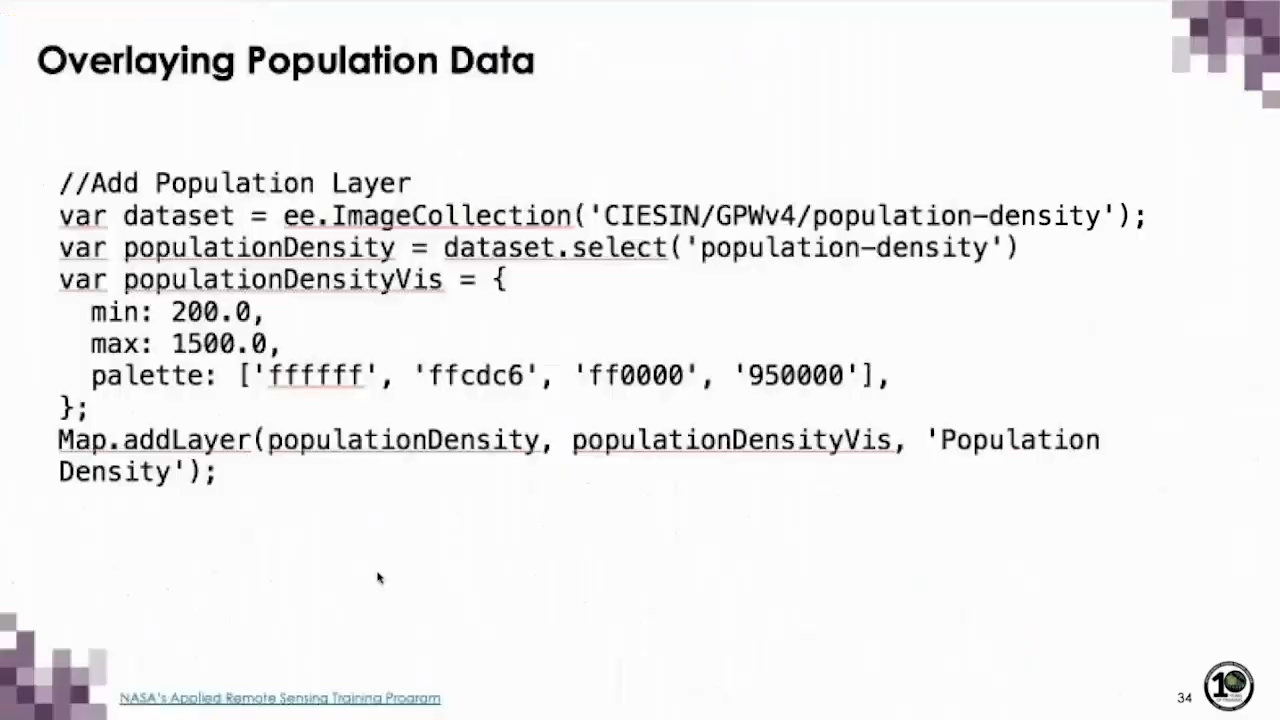 Overlaying Population Data
//Add Population Layer
var dataset = ee.ImageCollection('CIESIN/GPWv4/population-density');
var populationDensity = dataset.select('population-density')
var populationDensityVis = {
  min: 200.0,
  max: 1500.0,
  palette: ['ffffff', 'ffcdc6', 'ff0000', '950000'],
};
Map.addLayer(populationDensity, populationDensityVis, 'Population
Density');
NASA's Applied Remote Sensing Training Program
34
10